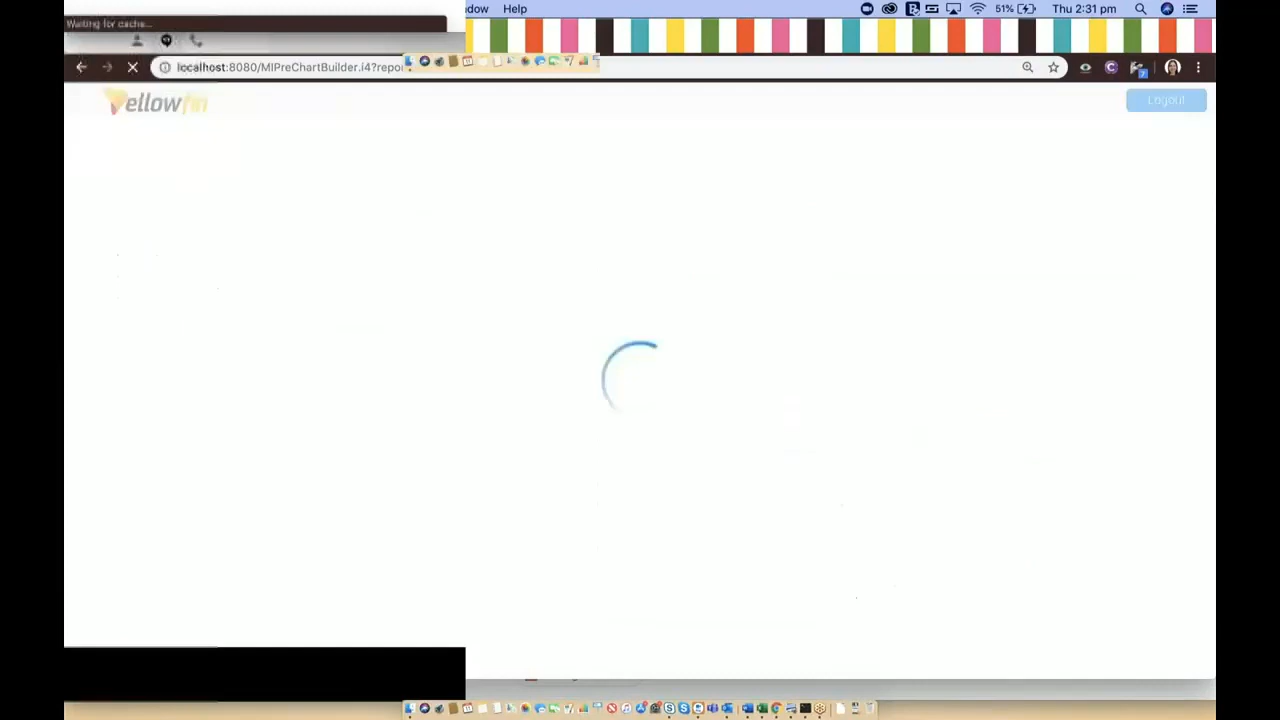 dow Help
51% Thu 2:31 pm
Waiting for cache...
localhost:8080/MIPreChartBuilder.i4?repo
Yellowfin
Logout